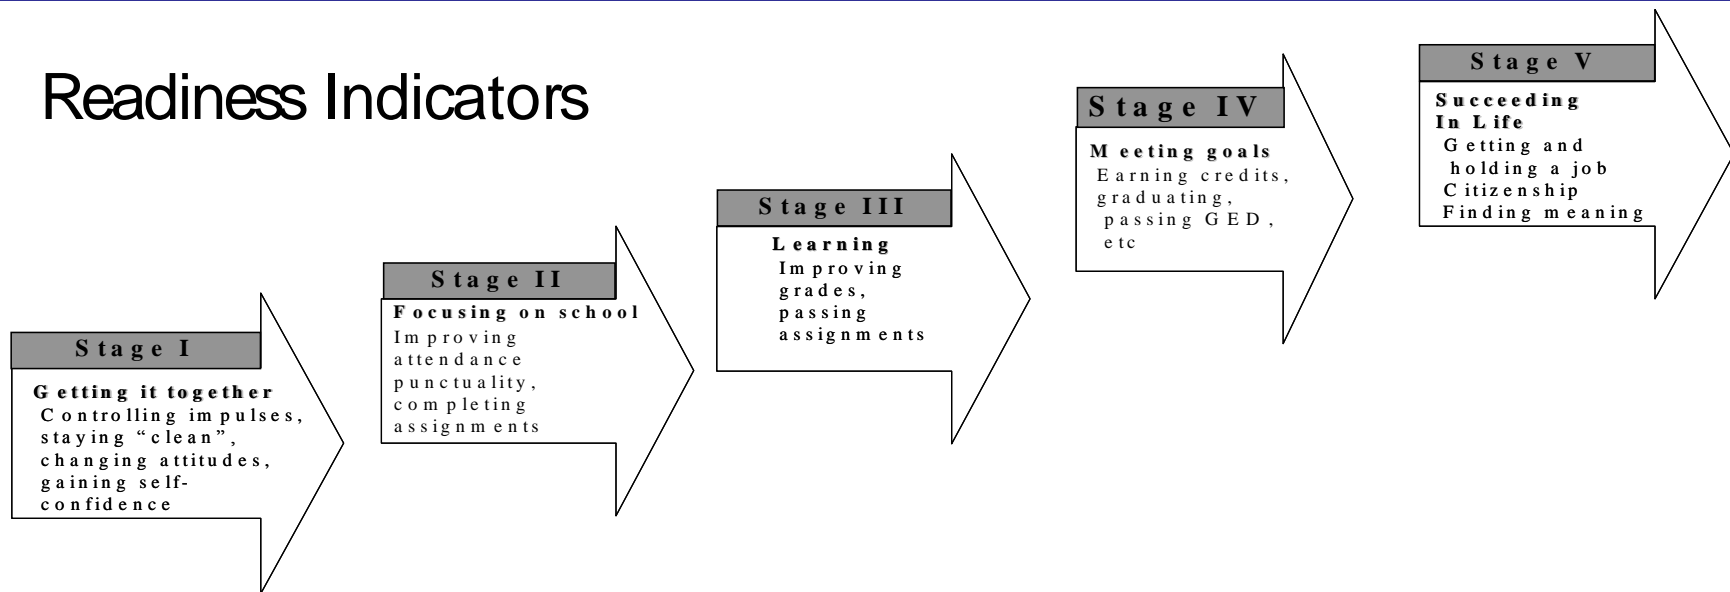 Readiness Indicators
Stage I
Getting it together
Controlling impulses,
staying “clean”,
changing attitudes,
gaining self-
confidence
Stage II
Focusing on school
Improving
attendance
punctuality,
completing
assignments
Stage III
Learning
Improving
grades,
passing
assignments
Stage IV
Meeting goals
Earning credits,
graduating,
passing GED,
etc
Stage V
Succeeding
In Life
Getting and
holding a job
Citizenship
Finding meaning